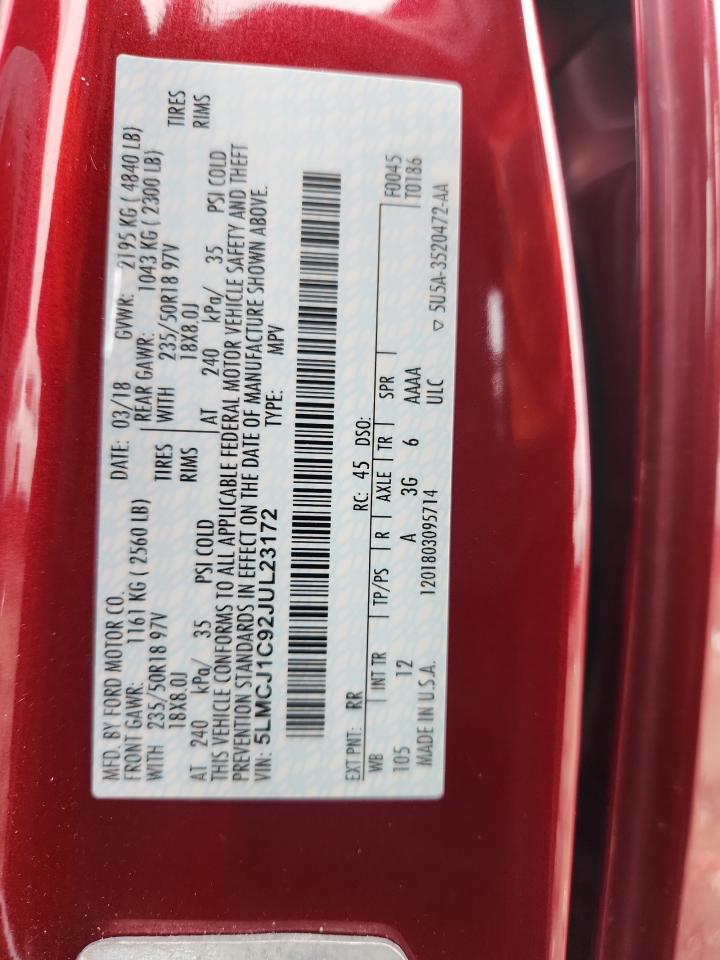 MFD. BY FORD MOTOR CO. DATE: 03/18 GVWR: 2195 KG ( 4840 LB)
FRONT GAWR: 1161 KG ( 2560 LB) REAR GAWR: 1043 KG ( 2300 LB)
WITH 235/50R18 97V TIRES WITH 235/50R18 97V TIRES
18X8.0J RIMS 18X8.0J RIMS
AT 240 kPa/ 35 PSI COLD AT 240 kPa/ 35 PSI COLD
THIS VEHICLE CONFORMS TO ALL APPLICABLE FEDERAL MOTOR VEHICLE SAFETY AND THEFT
PREVENTION STANDARDS IN EFFECT ON THE DATE OF MANUFACTURE SHOWN ABOVE.
VIN: 5LMCJ1C92JUL23172 TYPE: MPV
EXT PNT: RR RC: 45 DSO: F0045
WB INT TR TP/PS R AXLE TR SPR T0186
105 12 A 3G 6 AAAA
MADE IN U.S.A. 1201803095714 ULC ▽ 5U5A-3520472-AA